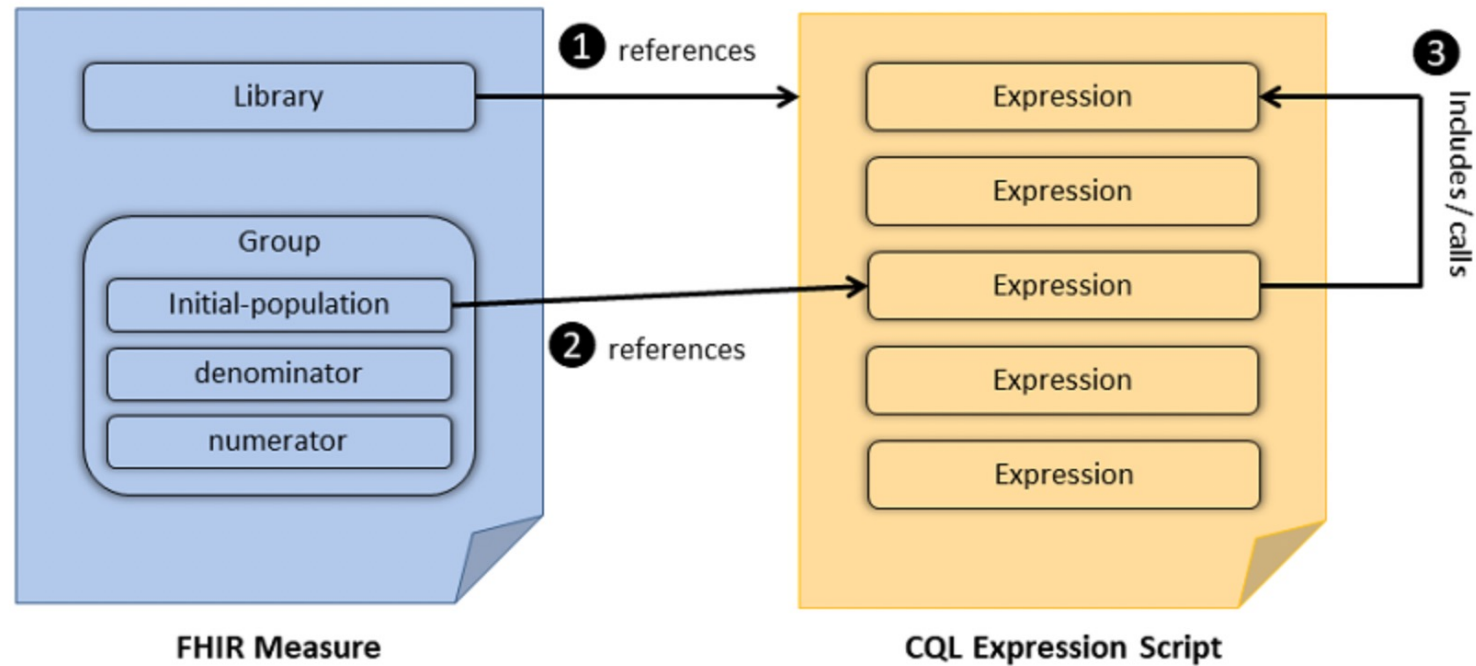 1 references
3
Library
Expression
Includes / calls
Expression
Group
Initial-population
Expression
2 references
denominator
Expression
numerator
Expression
FHIR Measure
CQL Expression Script